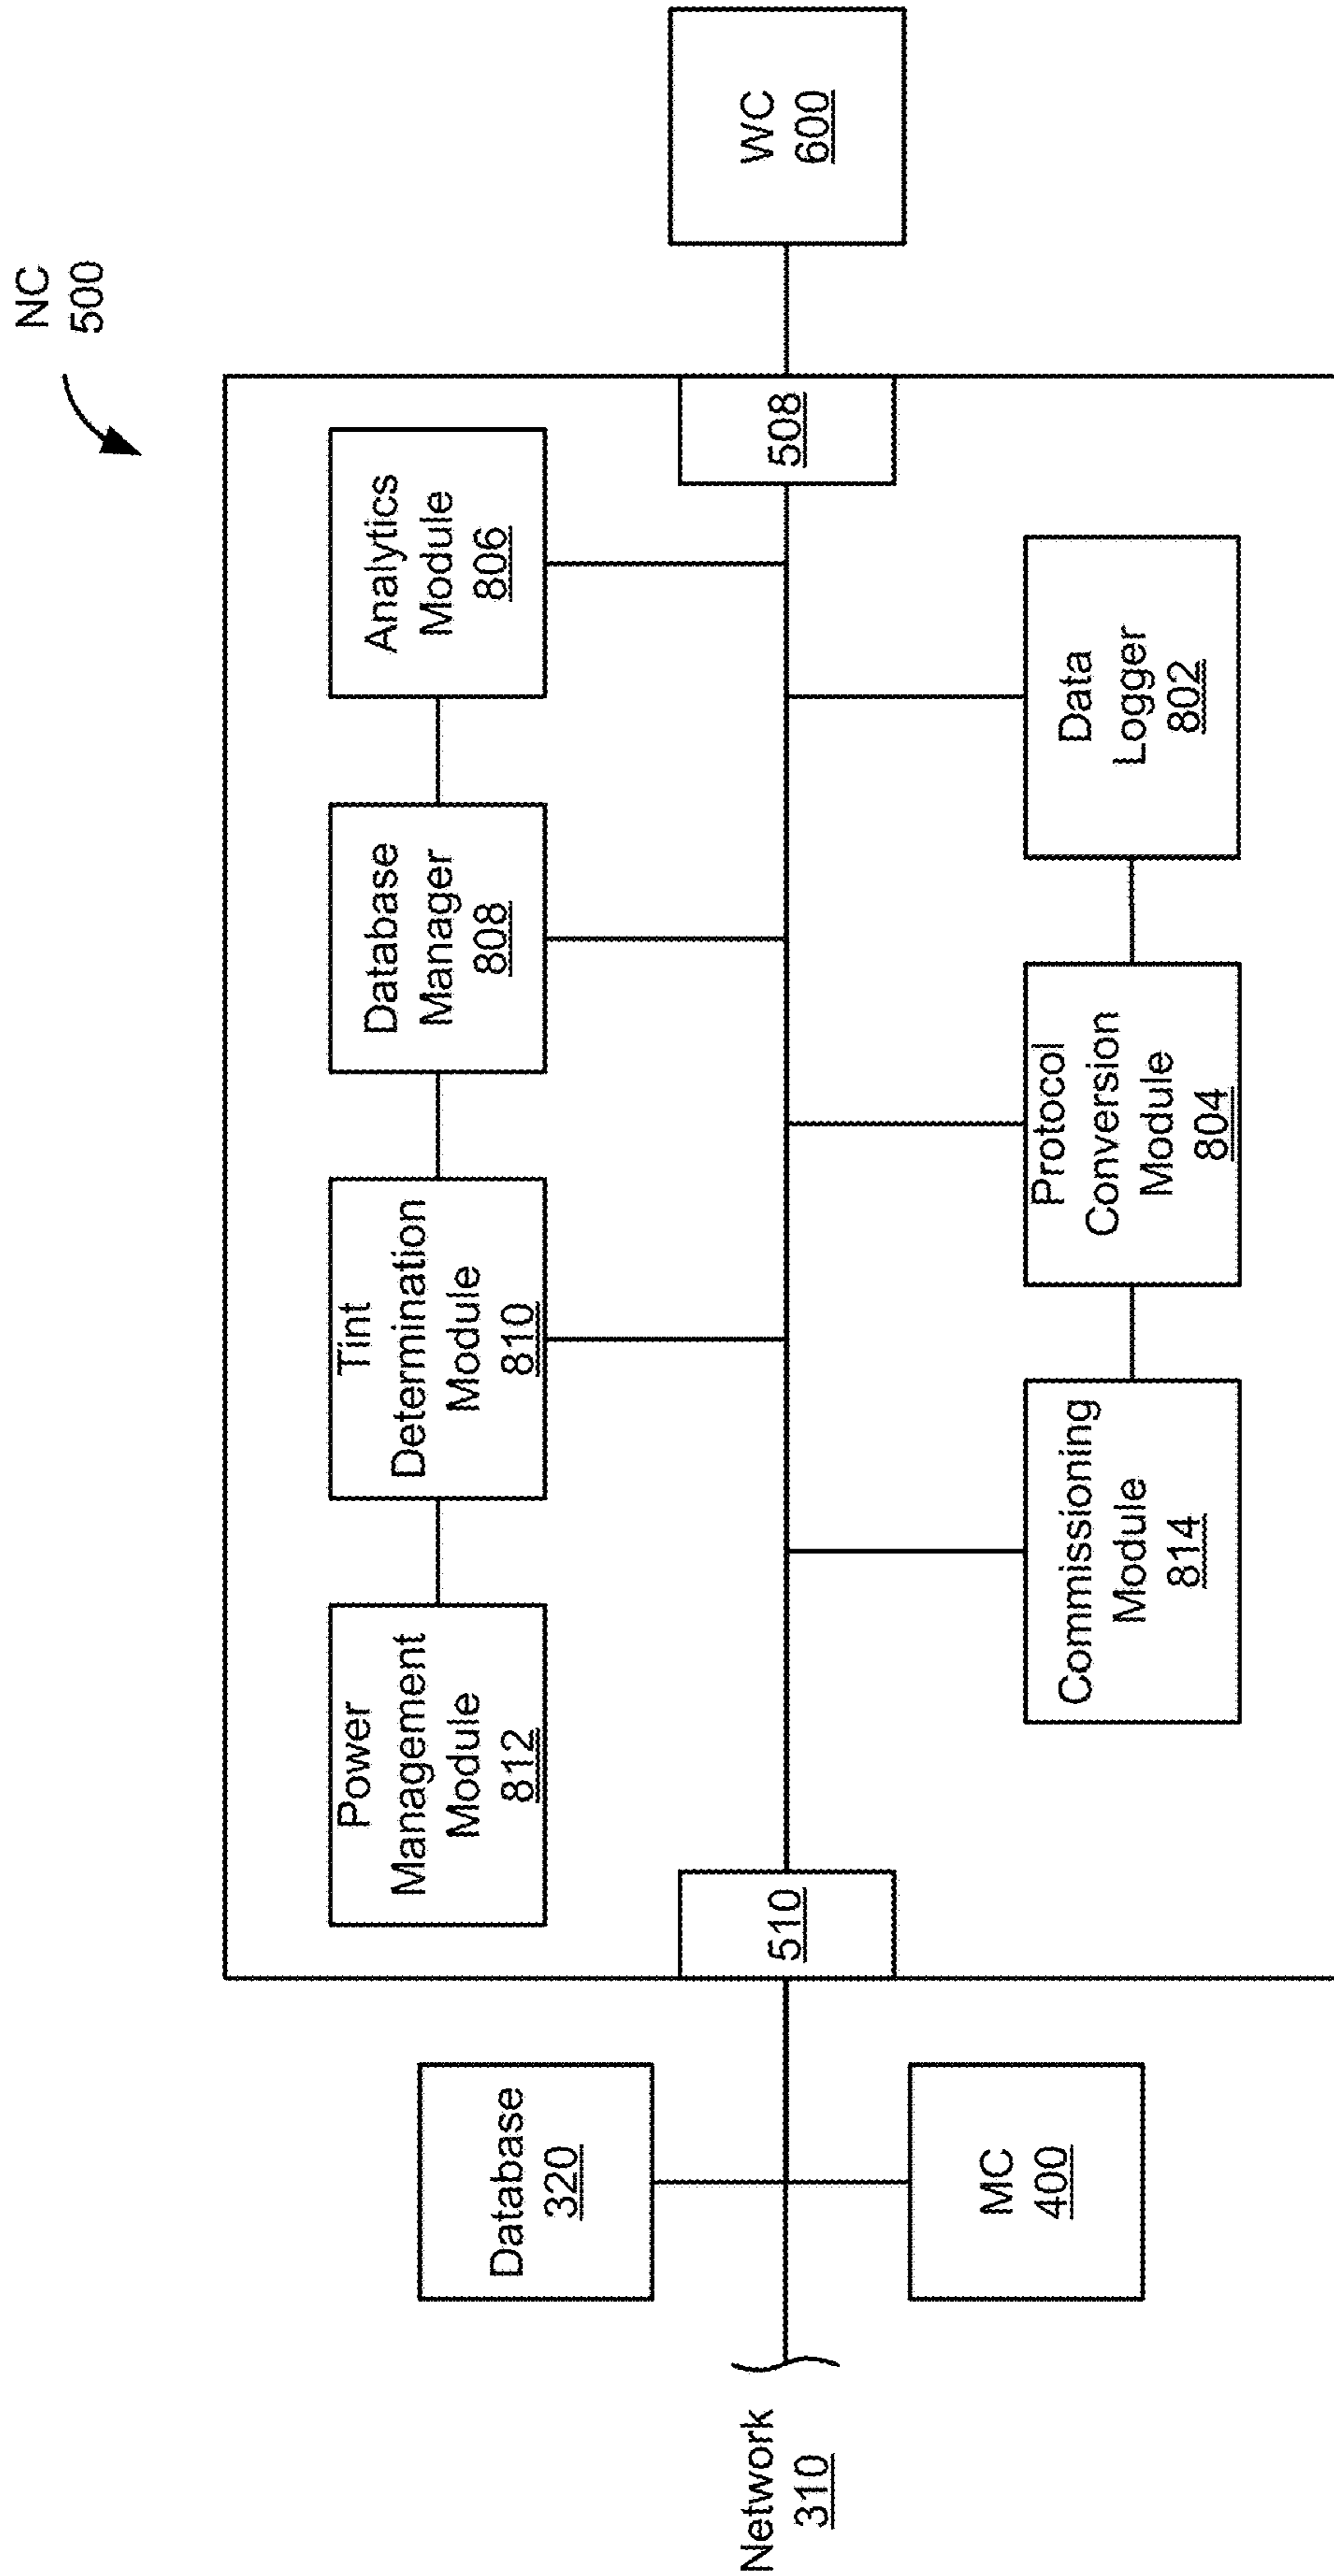 NC
500
Power
Management
Module
812
Tint
Determination
Module
810
Database
Manager
808
Analytics
Module
806
Database
320
Network
310
510
508
WC
600
MC
400
Commissioning
Module
814
Protocol
Conversion
Module
804
Data
Logger
802